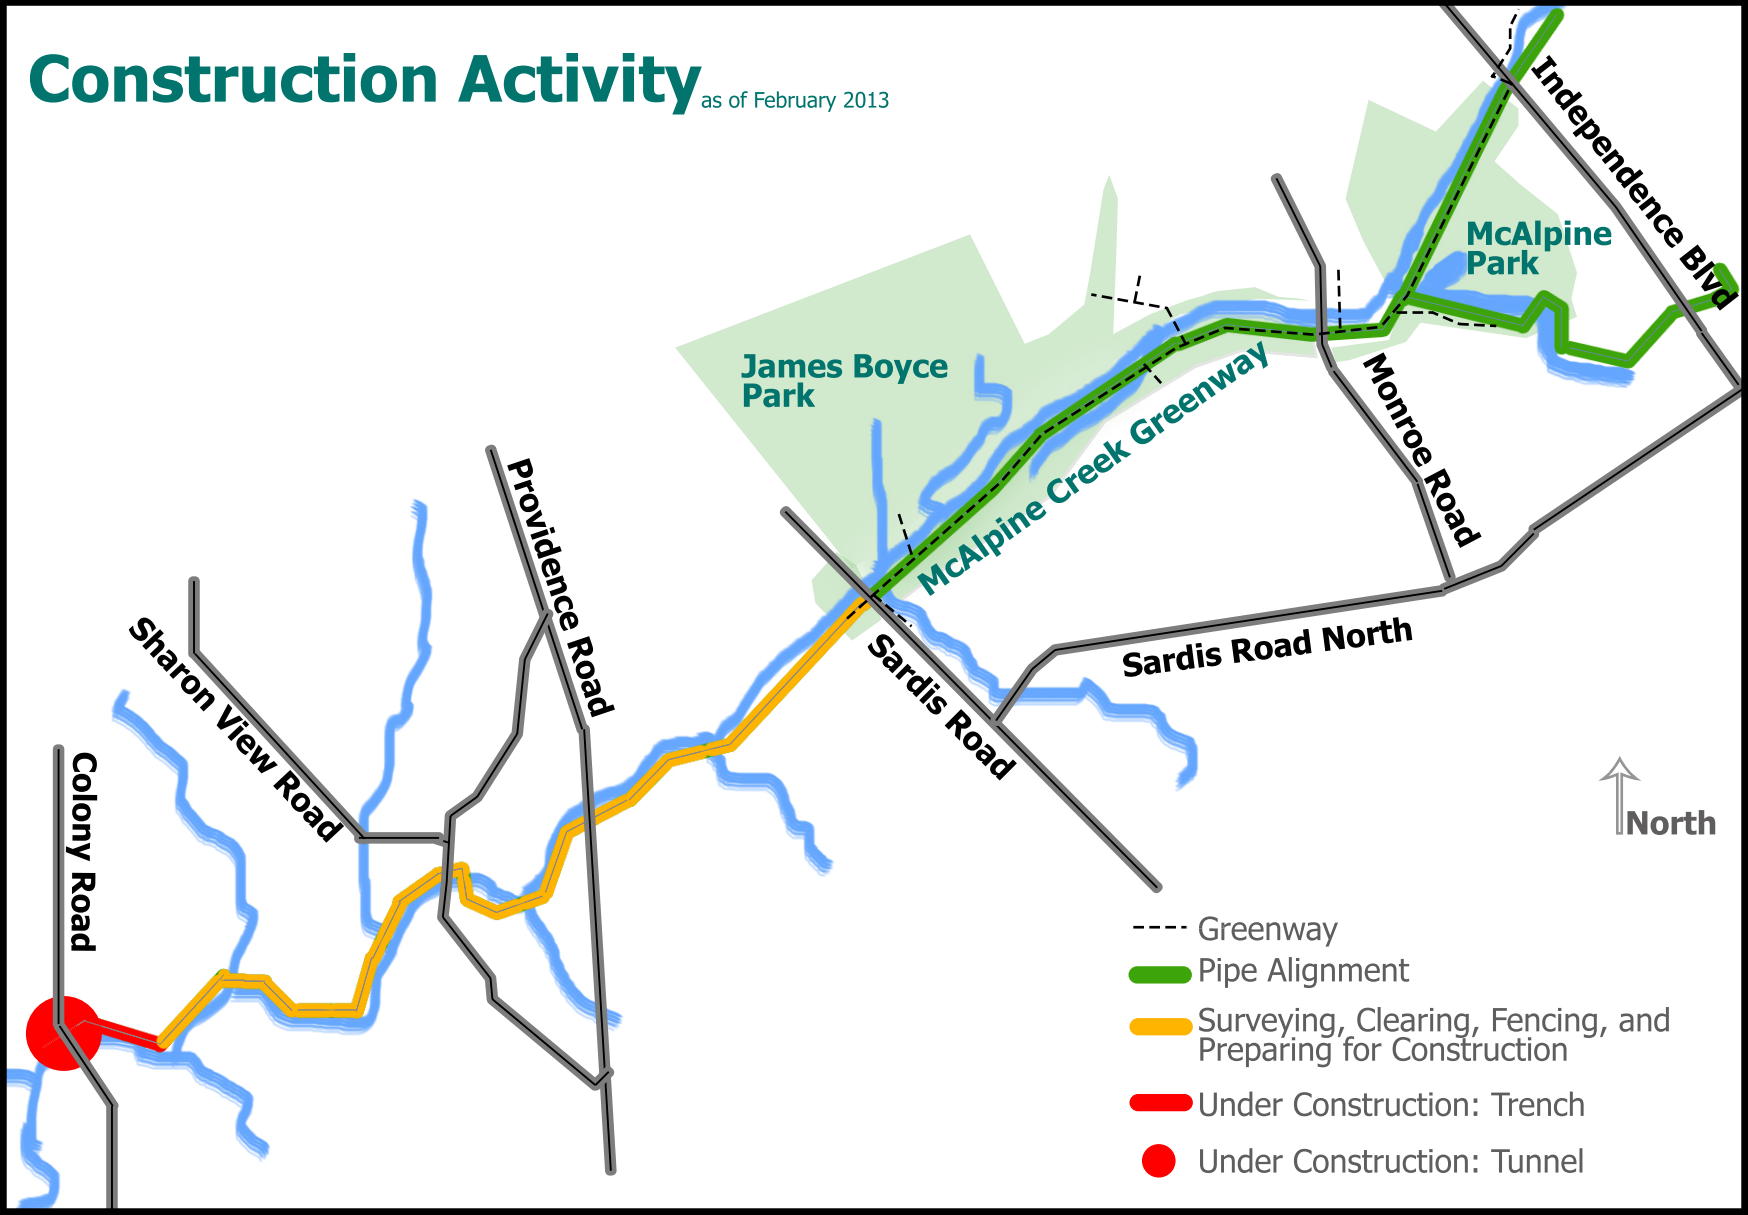 Construction Activity as of February 2013
Independence Blvd
McAlpine
Park
James Boyce
Park
McAlpine Creek Greenway
Monroe Road
Providence Road
Sardis Road North
Sharon View Road
Sardis Road
Colony Road
North
Greenway
Pipe Alignment
Surveying, Clearing, Fencing, and
Preparing for Construction
Under Construction: Trench
Under Construction: Tunnel